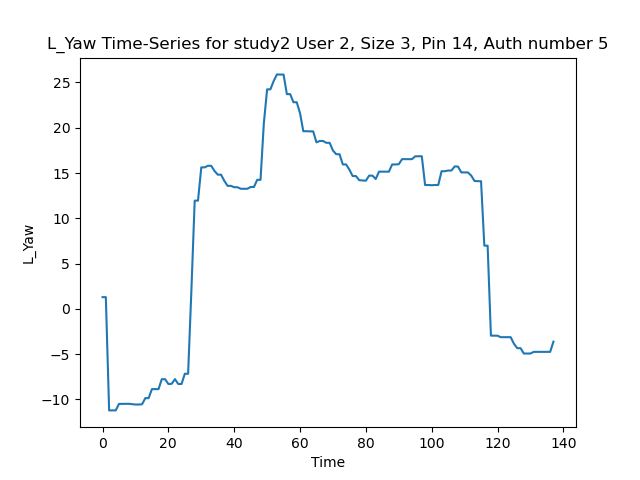 L_Yaw Time-Series for study2 User 2, Size 3, Pin 14, Auth number 5
25
20
15
10
5
0
−5
−10
L_Yaw
0 20 40 60 80 100 120 140
Time